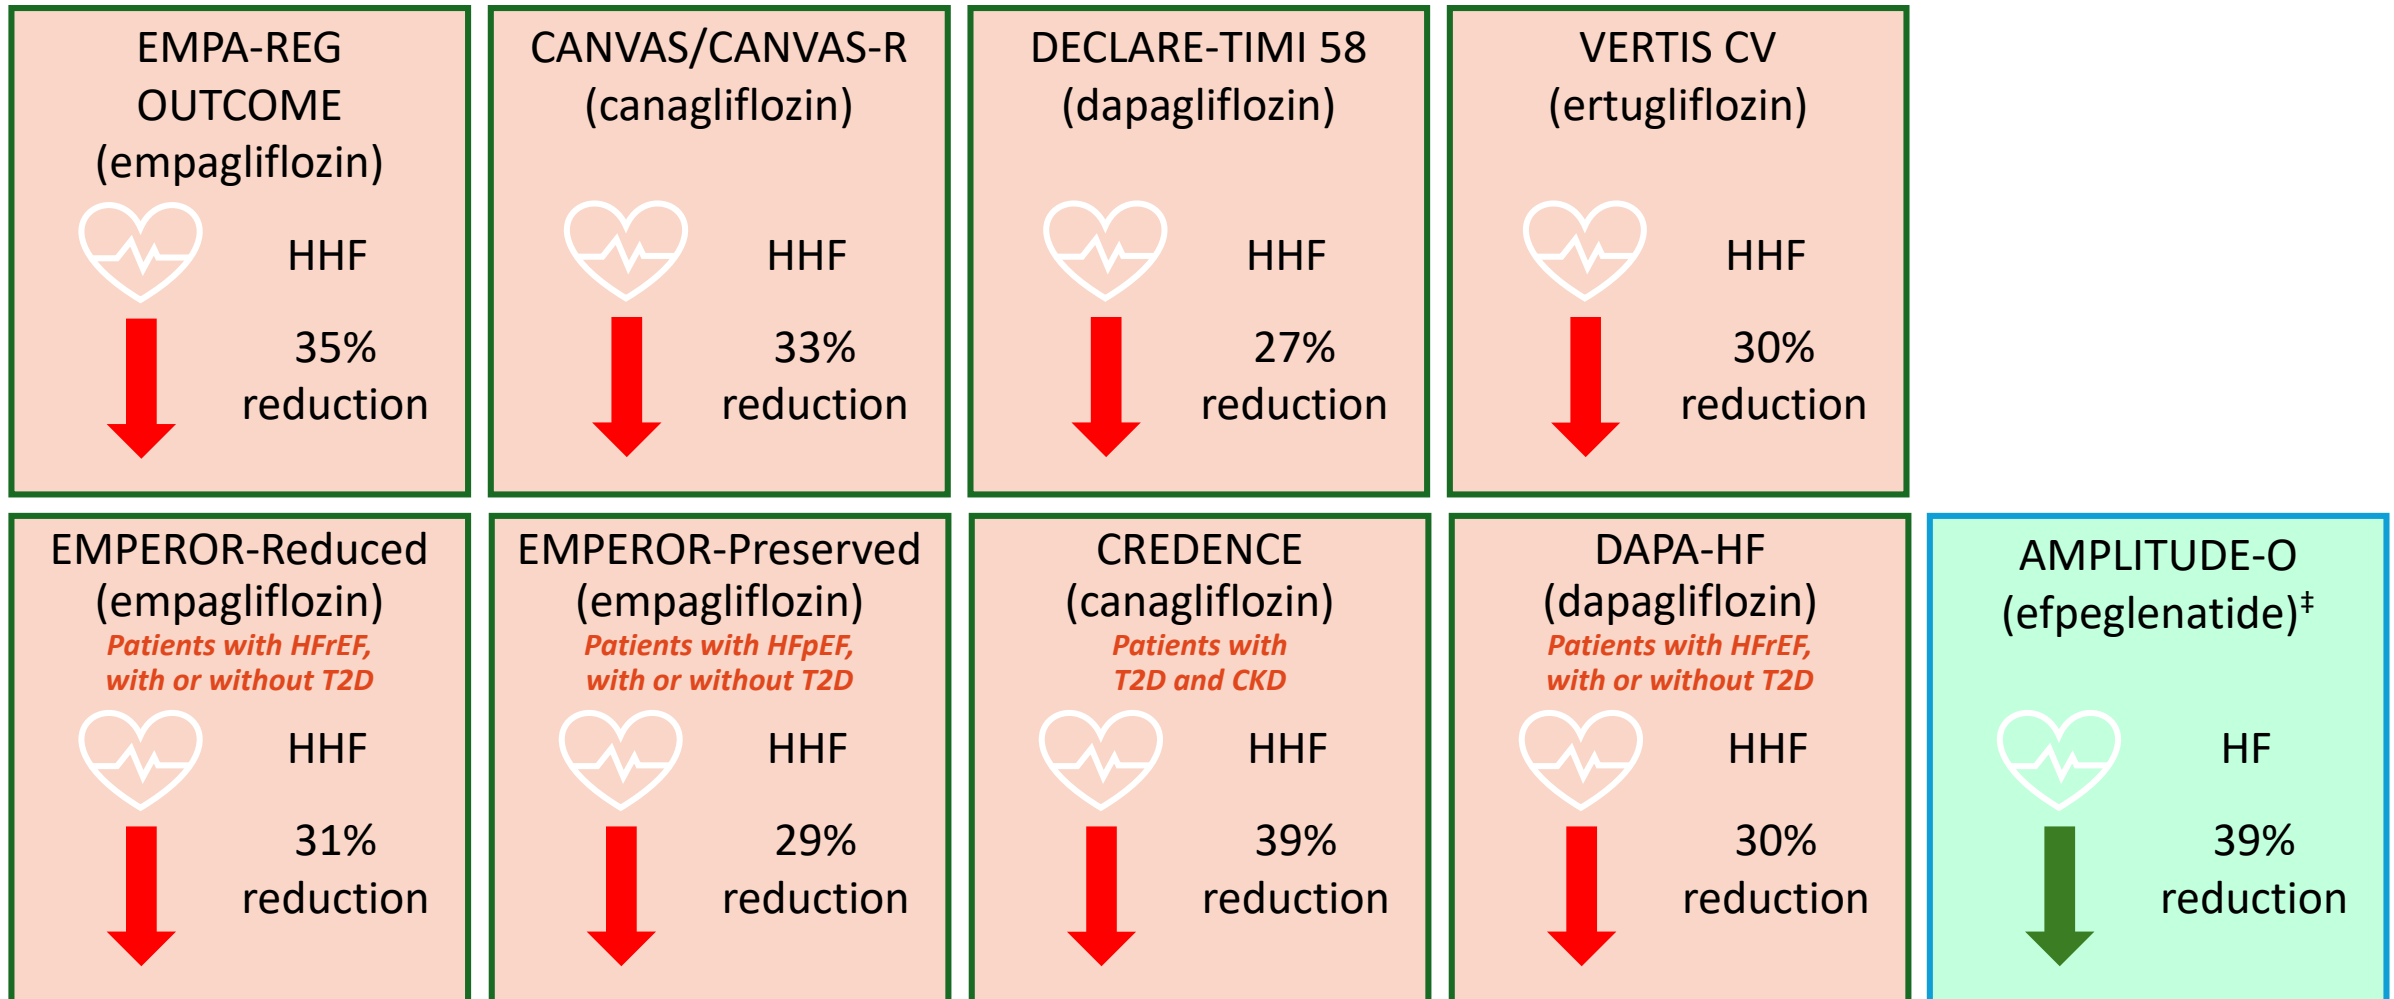 EMPA-REG
OUTCOME
(empagliflozin)
HHF
35%
reduction
CANVAS/CANVAS-R
(canagliflozin)
HHF
33%
reduction
DECLARE-TIMI 58
(dapagliflozin)
HHF
27%
reduction
VERTIS CV
(ertugliflozin)
HHF
30%
reduction
EMPEROR-Reduced
(empagliflozin)
Patients with HFrEF,
with or without T2D
HHF
31%
reduction
EMPEROR-Preserved
(empagliflozin)
Patients with HFpEF,
with or without T2D
HHF
29%
reduction
CREDENCE
(canagliflozin)
Patients with
T2D and CKD
HHF
39%
reduction
DAPA-HF
(dapagliflozin)
Patients with HFrEF,
with or without T2D
HHF
30%
reduction
AMPLITUDE-O
(efpeglenatide)‡
HF
39%
reduction